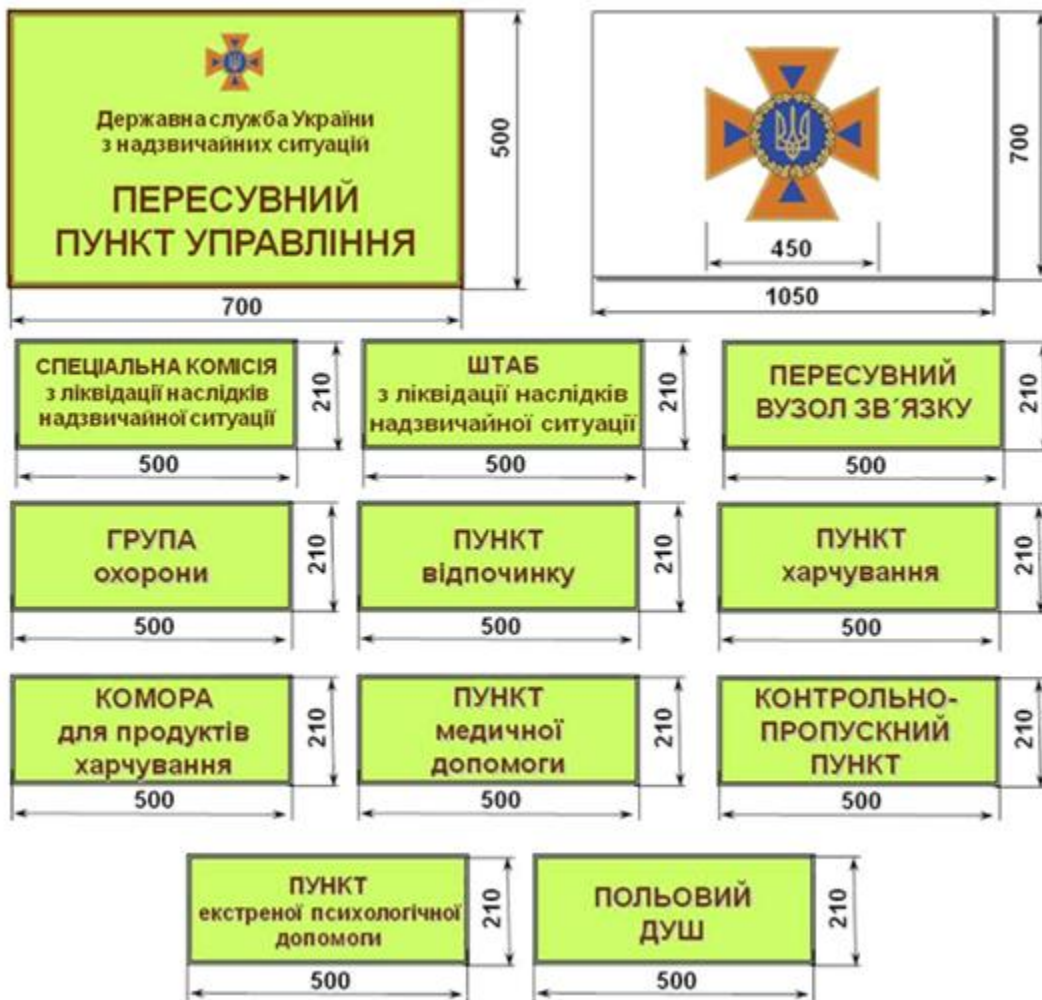 Державна служба України
з надзвичайних ситуацій
ПЕРЕСУВНИЙ
ПУНКТ УПРАВЛІННЯ
500
700
700
450
1050
СПЕЦІАЛЬНА КОМІСІЯ
з ліквідації наслідків
надзвичайної ситуації
210
500
ШТАБ
з ліквідації наслідків
надзвичайної ситуації
210
500
ПЕРЕСУВНИЙ
ВУЗОЛ ЗВ´ЯЗКУ
210
500
ГРУПА
охорони
210
500
ПУНКТ
відпочинку
210
500
ПУНКТ
харчування
210
500
КОМОРА
для продуктів
харчування
210
500
ПУНКТ
медичної
допомоги
210
500
КОНТРОЛЬНО-
ПРОПУСКНИЙ
ПУНКТ
210
500
ПУНКТ
екстреної психологічної
допомоги
210
500
ПОЛЬОВИЙ
ДУШ
210
500